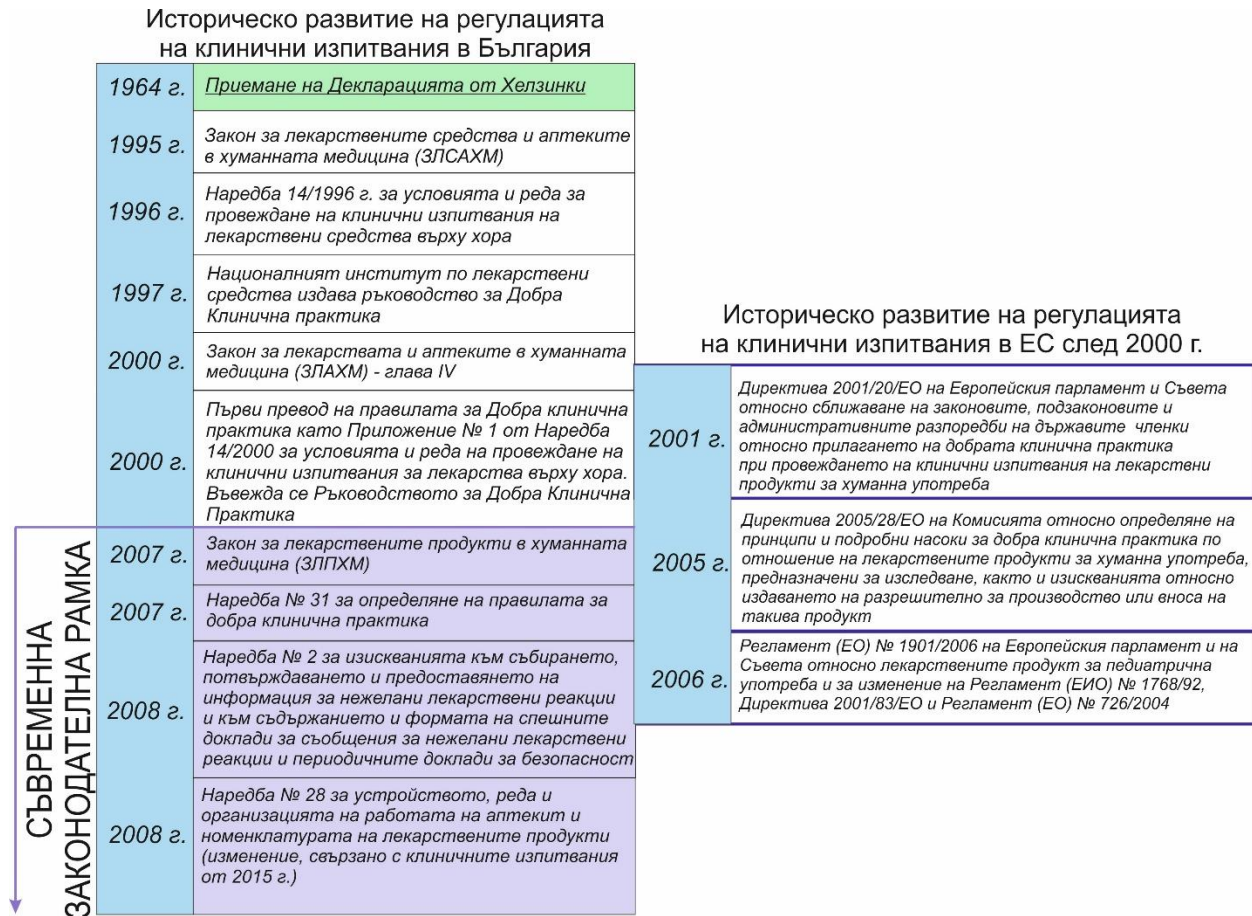 Историческо развитие на регулацията
на клинични изпитвания в България
1964 г.
Приемане на Декларацията от Хелзинки
1995 г.
Закон за лекарствените средства и аптеките
в хуманната медицина (ЗЛСАХМ)
1996 г.
Наредба 14/1996 г. за условията и реда за
провеждане на клинични изпитвания на
лекарствени средства върху хора
1997 г.
Националният институт по лекарствени
средства издава ръководство за Добра
Клинична практика
2000 г.
Закон за лекарствата и аптеките в хуманната
медицина (ЗЛАХМ) - глава IV
2000 г.
Първи превод на правилата за Добра клинична
практика като Приложение № 1 от Наредба
14/2000 за условията и реда на провеждане на
клинични изпитвания за лекарства върху хора.
Въвежда се Ръководството за Добра Клинична
Практика
СЪВРЕМЕННА
ЗАКОНОДАТЕЛНА РАМКА
2007 г.
Закон за лекарствените продукти в хуманната
медицина (ЗЛПХМ)
2007 г.
Наредба № 31 за определяне на правилата за
добра клинична практика
2008 г.
Наредба № 2 за изискванията към събирането,
потвърждаването и предоставянето на
информация за нежелани лекарствени реакции
и към съдържанието и формата на спешните
доклади за съобщения за нежелани лекарствени
реакции и периодичните доклади за безопасност
2008 г.
Наредба № 28 за устройството, реда и
организацията на работата на аптекит и
номенклатурата на лекарствените продукти
(изменение, свързано с клиничните изпитвания
от 2015 г.)
Историческо развитие на регулацията
на клинични изпитвания в ЕС след 2000 г.
2001 г.
Директива 2001/20/ЕО на Европейския парламент и Съвета
относно сближаване на законовите, подзаконовите и
административните разпоредби на държавите членки
относно прилагането на добрата клинична практика
при провеждането на клинични изпитвания на лекарствни
продукти за хуманна употреба
2005 г.
Директива 2005/28/ЕО на Комисията относно определяне на
принципи и подробни насоки за добра клинична практика по
отношение на лекарствените продукти за хуманна употреба,
предназначени за изследване, както и изискванията относно
издаването на разрешително за производство или вноса на
такива продукт
2006 г.
Регламент (ЕО) № 1901/2006 на Европейския парламент и на
Съвета относно лекарствените продукт за педиатрична
употреба и за изменение на Регламент (ЕИО) № 1768/92,
Директива 2001/83/ЕО и Регламент (ЕО) № 726/2004